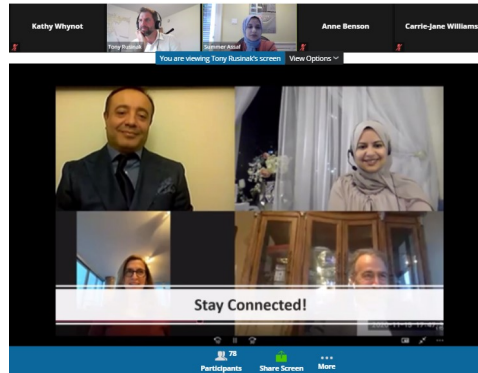 Kathy Whynot
Tony Rusinak
Summer Assaf
Anne Benson
Carrie-Jane Williams
You are viewing Tony Rusinak's screen
View Options
Stay Connected!
78
Participants
Share Screen
More